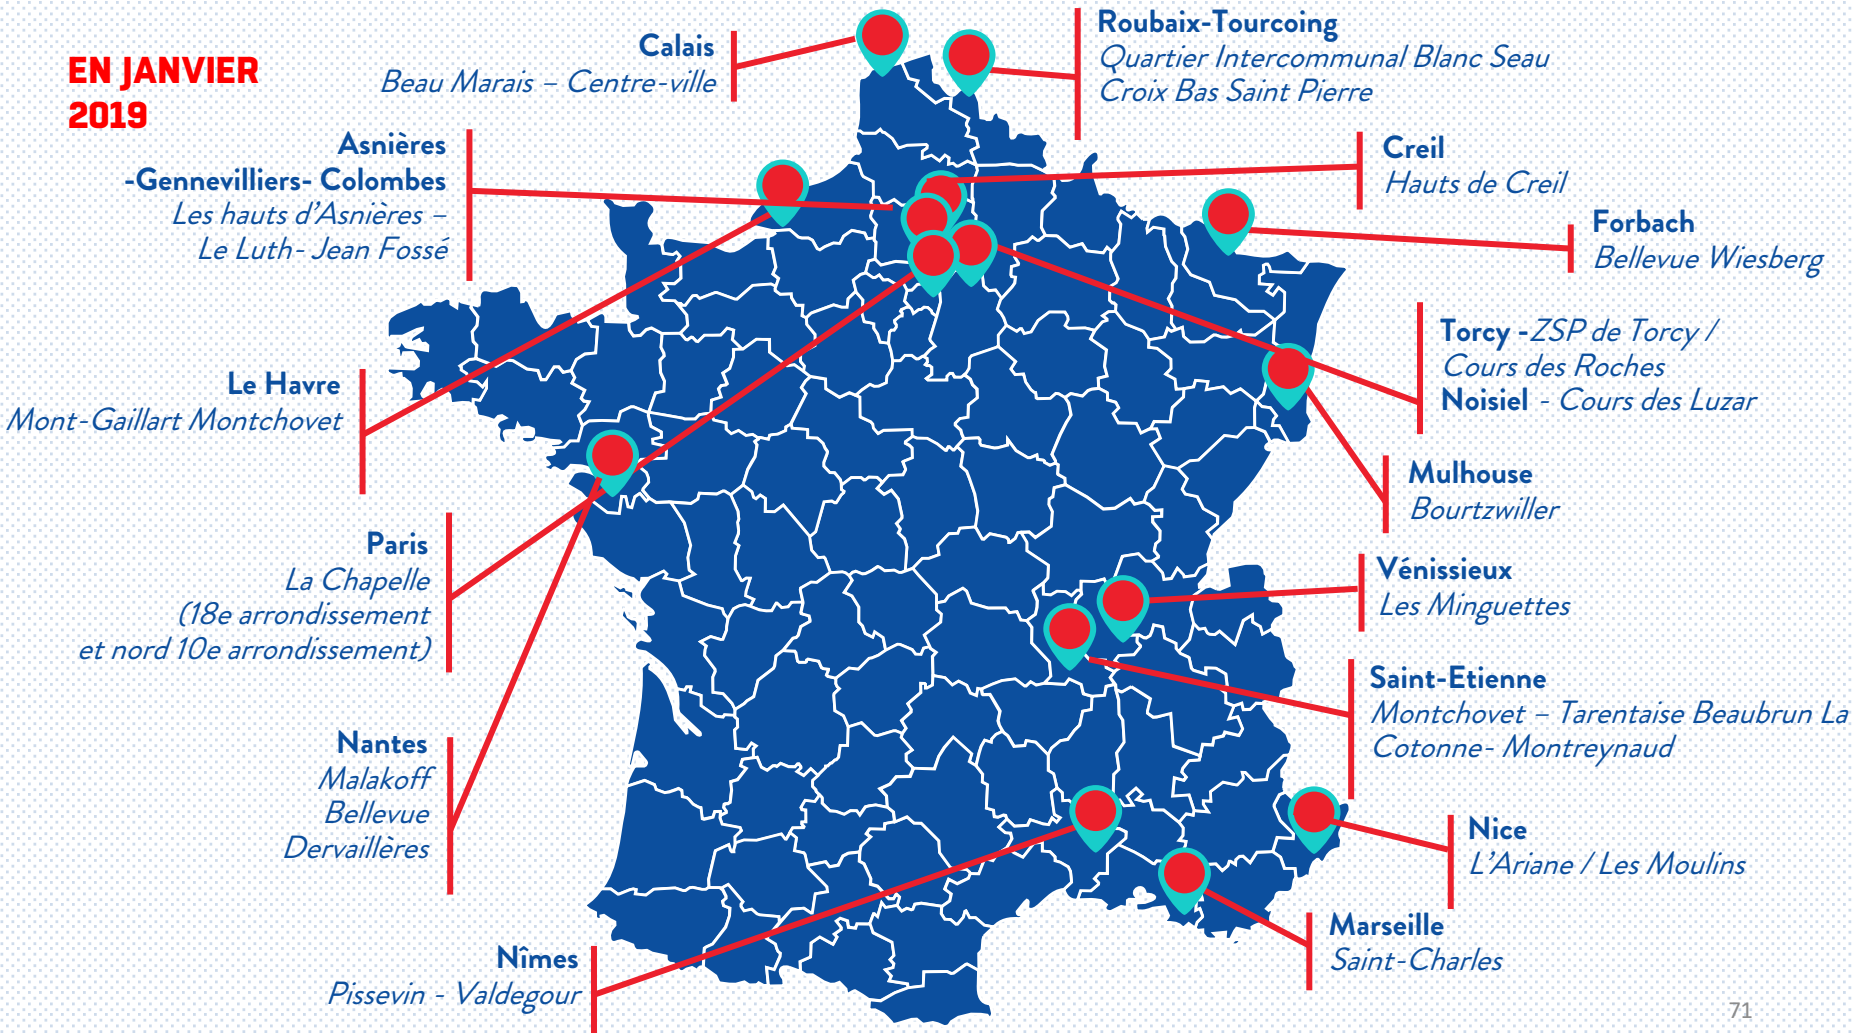 EN JANVIER
2019
Calais
Beau Marais – Centre-ville
Roubaix-Tourcoing
Quartier Intercommunal Blanc Seau
Croix Bas Saint Pierre
Asnières
-Gennevilliers- Colombes
Les hauts d'Asnières –
Le Luth- Jean Fossé
Creil
Hauts de Creil
Forbach
Bellevue Wiesberg
Torcy -ZSP de Torcy /
Cours des Roches
Noisiel - Cours des Luzar
Le Havre
Mont-Gaillart Montchovet
Mulhouse
Bourtzwiller
Paris
La Chapelle
(18e arrondissement
et nord 10e arrondissement)
Vénissieux
Les Minguettes
Saint-Etienne
Montchovet – Tarentaise Beaubrun La
Cotonne- Montreynaud
Nantes
Malakoff
Bellevue
Dervaillères
Nice
L'Ariane / Les Moulins
Marseille
Saint-Charles
Nîmes
Pissevin - Valdegour
71